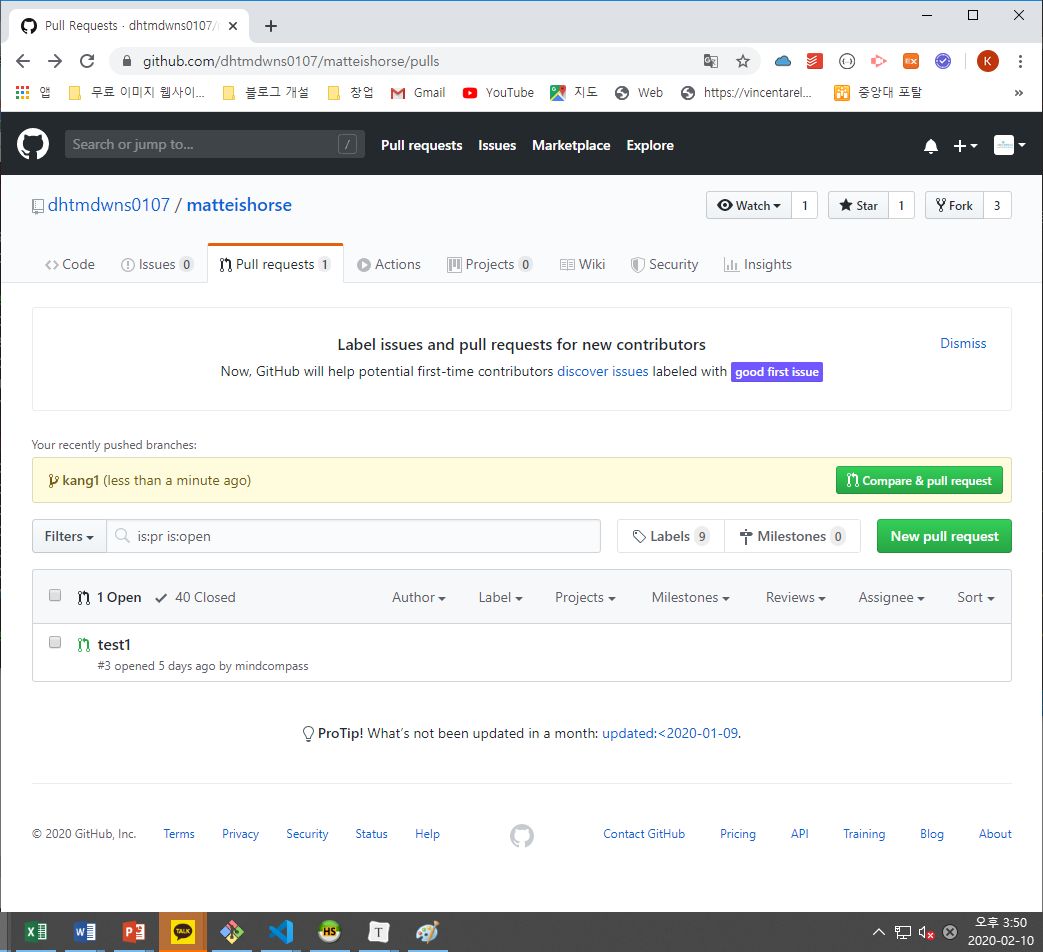 Pull Requests · dhtmdwns0107/
github.com/dhtmdwns0107/matteishorse/pulls
K
앱 무료 이미지 웹사이... 블로그 개설 창업 Gmail YouTube 지도 Web https://vincentarel... 중앙대 포탈 »
Search or jump to... / Pull requests Issues Marketplace Explore
dhtmdwns0107 / matteishorse Watch 1 Star 1 Fork 3
Code Issues 0 Pull requests 1 Actions Projects 0 Wiki Security Insights
Label issues and pull requests for new contributors Dismiss
Now, GitHub will help potential first-time contributors discover issues labeled with good first issue
Your recently pushed branches:
kang1 (less than a minute ago) Compare & pull request
Filters is:pr is:open Labels 9 Milestones 0 New pull request
1 Open 40 Closed Author Label Projects Milestones Reviews Assignee Sort
test1
#3 opened 5 days ago by mindcompass
ProTip! What's not been updated in a month: updated:<2020-01-09.
© 2020 GitHub, Inc. Terms Privacy Security Status Help Contact GitHub Pricing API Training Blog About
TALK HS T
오후 3:50
2020-02-10